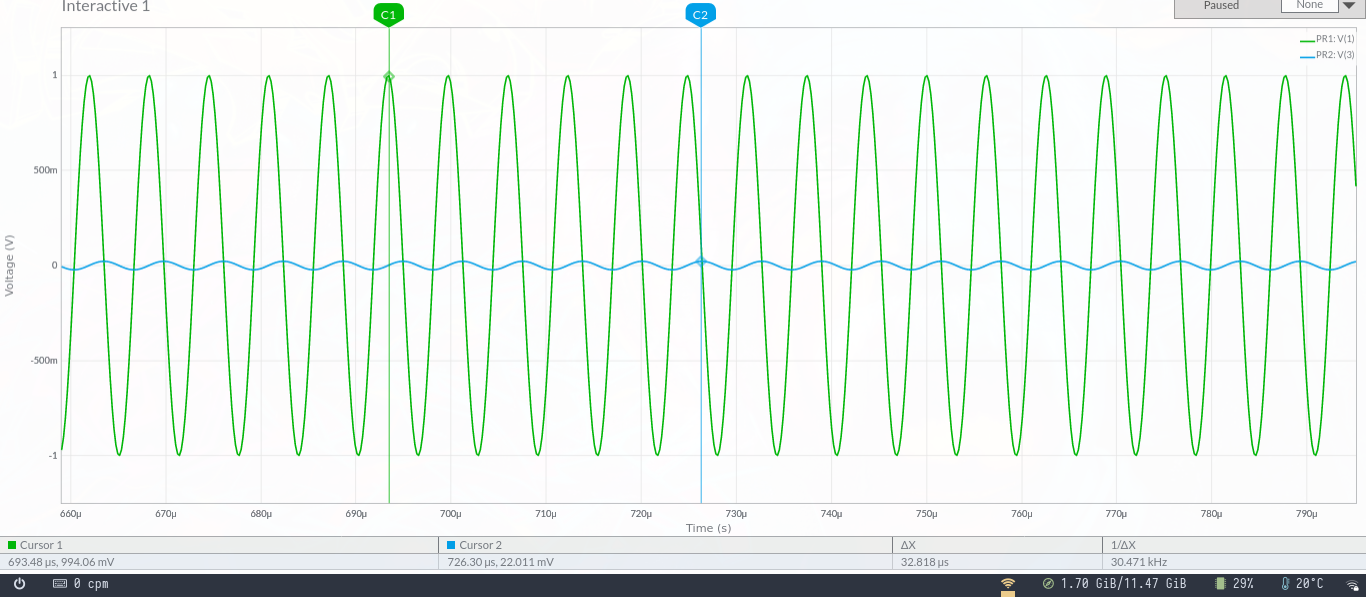 Interactive 1
Paused
None
C1
C2
PR1: V(1)
PR2: V(3)
1
500m
0
-500m
-1
Voltage (V)
660µ 670µ 680µ 690µ 700µ 710µ 720µ 730µ 740µ 750µ 760µ 770µ 780µ 790µ
Time (s)
Cursor 1 Cursor 2 ΔX 1/ΔX
693.48 µs, 994.06 mV 726.30 µs, 22.011 mV 32.818 µs 30.471 kHz
0 cpm 1.70 GiB/11.47 GiB 29% 20°C